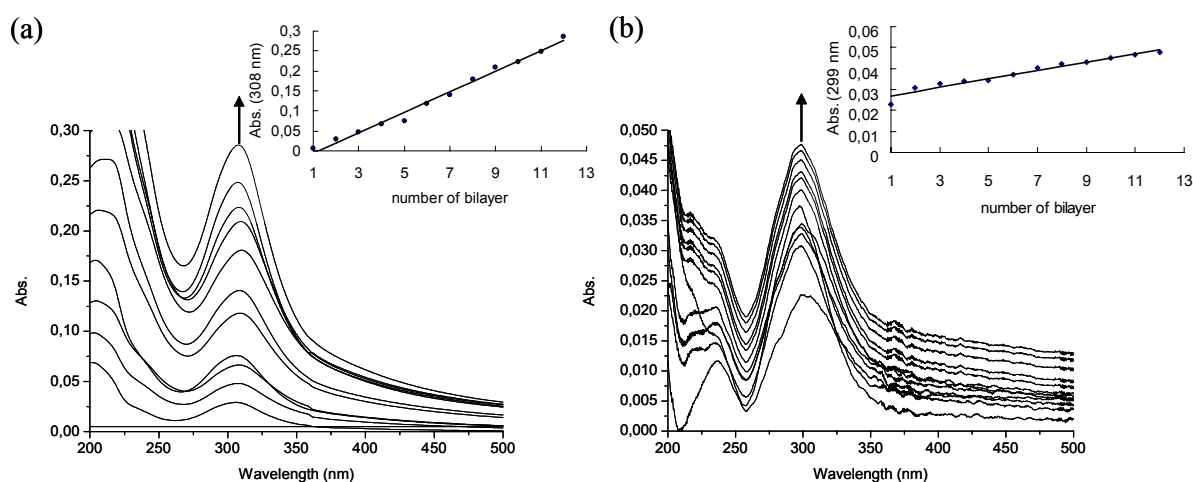 (a)
Abs. (308 nm)
0,3
0,25
0,2
0,15
0,1
0,05
0
1 3 5 7 9 11 13
number of bilayer
Abs.
0,30
0,25
0,20
0,15
0,10
0,05
0,00
200 250 300 350 400 450 500
Wavelength (nm)
(b)
Abs. (299 nm
0,06
0,05
0,04
0,03
0,02
0,01
0
1 3 5 7 9 11 13
number of bilayer
Abs.
0,050
0,045
0,040
0,035
0,030
0,025
0,020
0,015
0,010
0,005
0,000
200 250 300 350 400 450 500
Wavelength (nm)